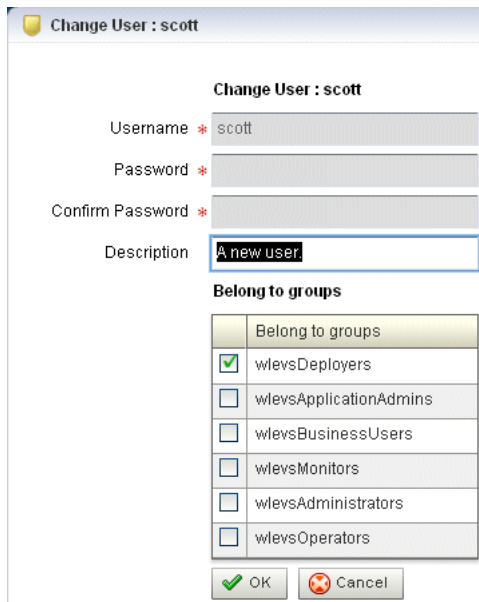 Change User : scott
Change User : scott
Username * scott
Password *
Confirm Password *
Description A new user.
Belong to groups
Belong to groups
wlevsDeployers
wlevsApplicationAdmins
wlevsBusinessUsers
wlevsMonitors
wlevsAdministrators
wlevsOperators
OK Cancel